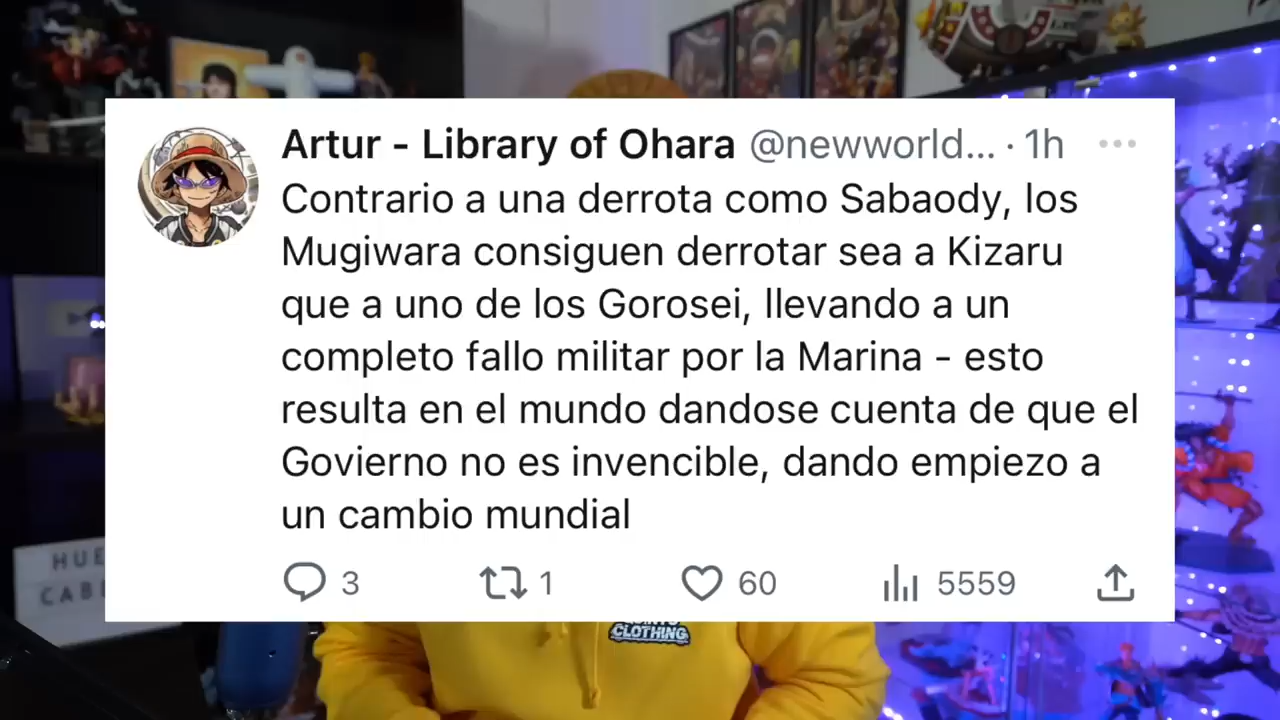 Artur - Library of Ohara @newworld... · 1h
Contrario a una derrota como Sabaody, los
Mugiwara consiguen derrotar sea a Kizaru
que a uno de los Gorosei, llevando a un
completo fallo militar por la Marina - esto
resulta en el mundo dandose cuenta de que el
Govierno no es invencible, dando empiezo a
un cambio mundial
3 1 60 5559
CLOTHING